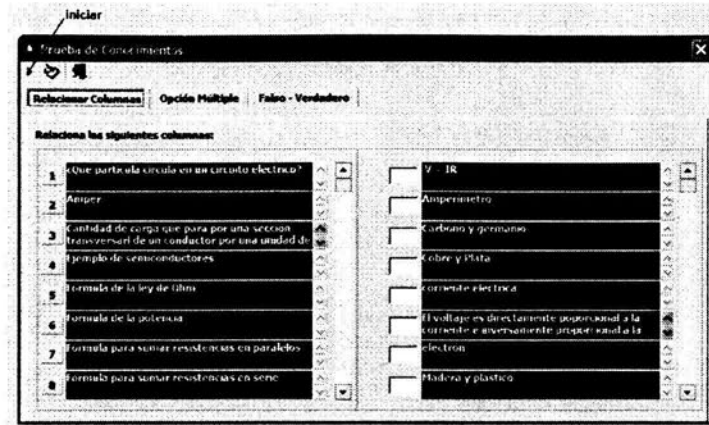 Iniciar
Prueba de Conocimientos
Relacionar Columnas
Opción Múltiple
Falso - Verdadero
Relaciona las siguientes columnas:
1
¿Que particula circula en un circuito electrico?
2
Amper
3
Cantidad de carga que para por una seccion
transversarl de un conductor por una unidad de
4
Ejemplo de semiconductores
5
Formula de la ley de Ohm
6
Formula de la potencia
7
Formula para sumar resistencias en paralelos
8
Formula para sumar resistencias en serie
V = IR
Amperimetro
Carbono y germanio
Cobre y Plata
corriente electrica
El voltaje es directamente poporcional a la
corriente e inversamente proporcional a la
electron
Madera y plastico